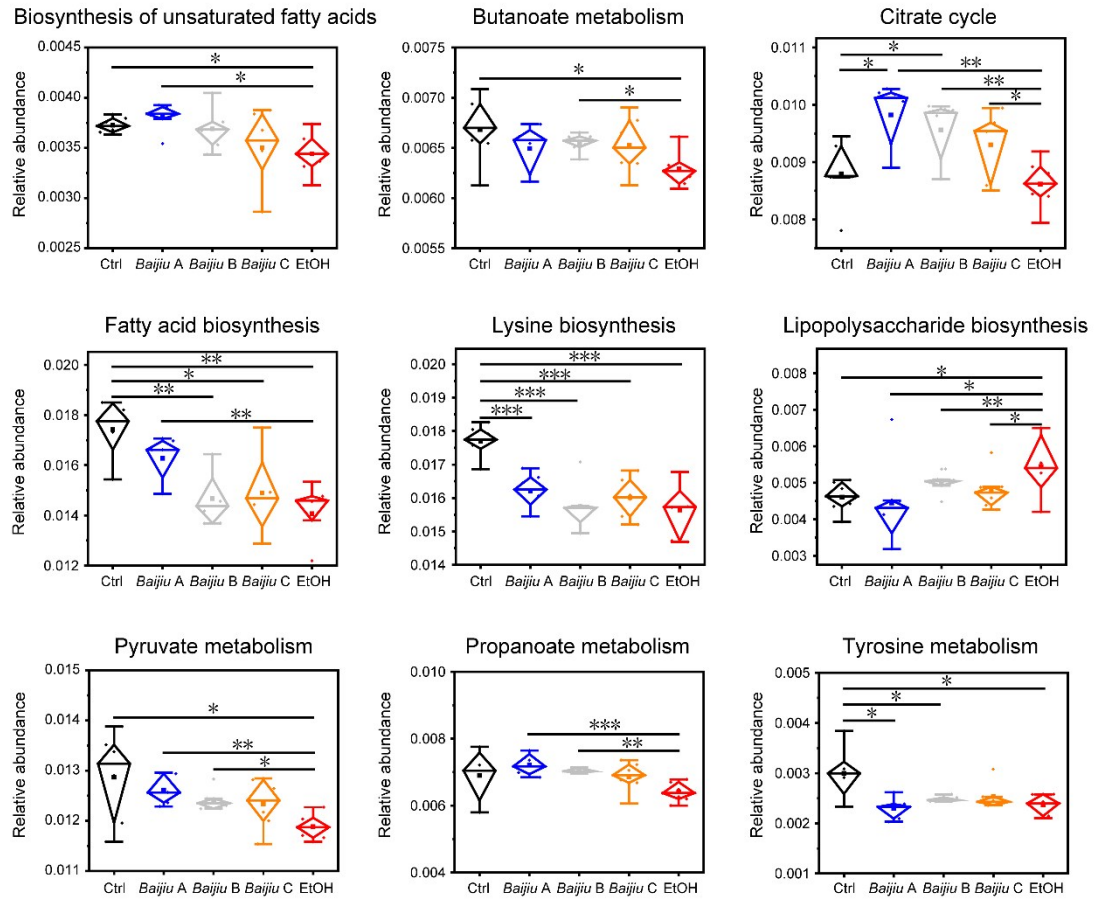 Biosynthesis of unsaturated fatty acids
Relative abundance
0.0045
0.0040
0.0035
0.0030
0.0025
*
*
Ctrl Baijiu A Baijiu B Baijiu C EtOH
Butanoate metabolism
Relative abundance
0.0075
0.0070
0.0065
0.0060
0.0055
*
*
Ctrl Baijiu A Baijiu B Baijiu C EtOH
Citrate cycle
Relative abundance
0.011
0.010
0.009
0.008
*
* **
**
*
Ctrl Baijiu A Baijiu B Baijiu C EtOH
Fatty acid biosynthesis
Relative abundance
0.020
0.018
0.016
0.014
0.012
**
*
**
**
Ctrl Baijiu A Baijiu B Baijiu C EtOH
Lysine biosynthesis
Relative abundance
0.020
0.019
0.018
0.017
0.016
0.015
0.014
***
***
***
***
Ctrl Baijiu A Baijiu B Baijiu C EtOH
Lipopolysaccharide biosynthesis
Relative abundance
0.008
0.007
0.006
0.005
0.004
0.003
*
*
**
*
Ctrl Baijiu A Baijiu B Baijiu C EtOH
Pyruvate metabolism
Relative abundance
0.015
0.014
0.013
0.012
0.011
*
**
*
Ctrl Baijiu A Baijiu B Baijiu C EtOH
Propanoate metabolism
Relative abundance
0.010
0.008
0.006
0.004
***
**
Ctrl Baijiu A Baijiu B Baijiu C EtOH
Tyrosine metabolism
Relative abundance
0.005
0.004
0.003
0.002
0.001
*
*
*
Ctrl Baijiu A Baijiu B Baijiu C EtOH